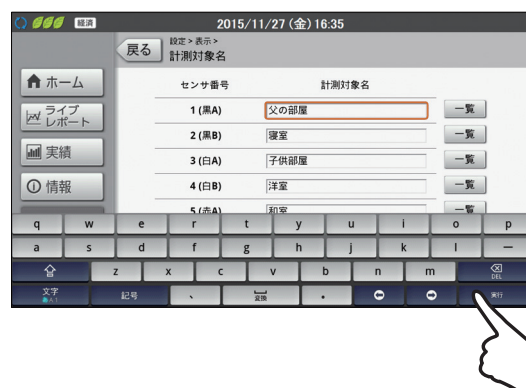 経済 2015/11/27 (金) 16:35
戻る 設定 > 表示 >
計測対象名
ホーム
ライブ
レポート
実績
情報
センサ番号 計測対象名
1 (黒A) 父の部屋 一覧
2 (黒B) 寝室 一覧
3 (白A) 子供部屋 一覧
4 (白B) 洋室 一覧
5 (赤A) 和室 一覧
q w e r t y u i o p
a s d f g h j k l ー
z x c v b n m DEL
文字 記号 、 変換 . 実行
あA1